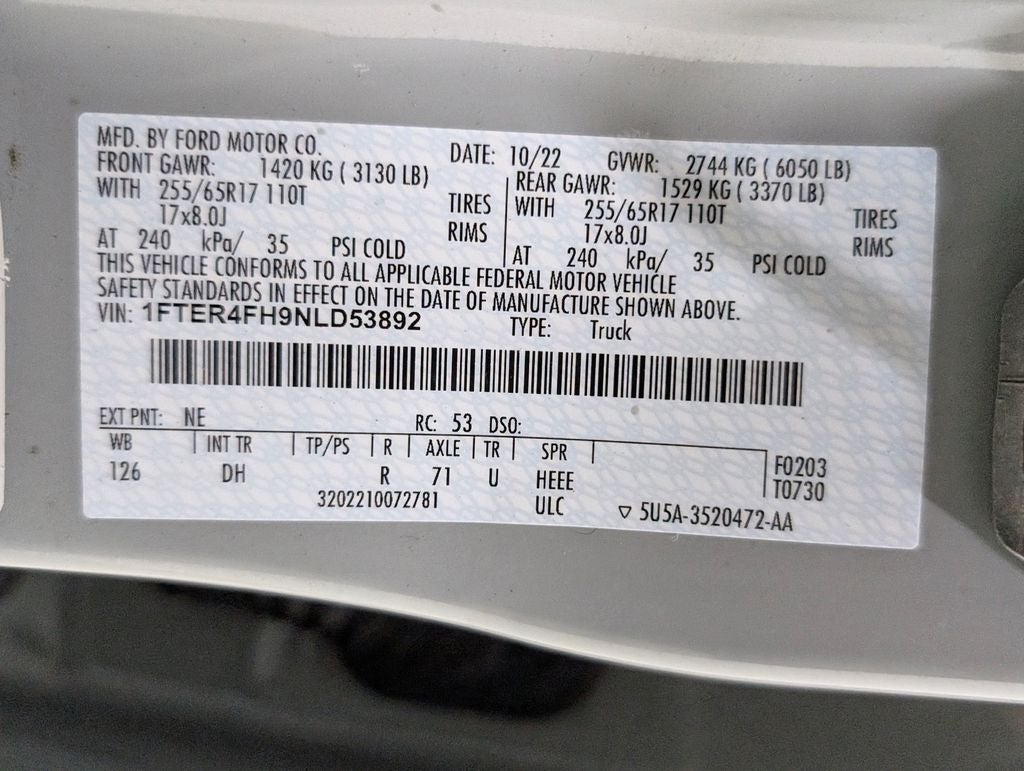 MFD. BY FORD MOTOR CO. DATE: 10/22 GVWR: 2744 KG ( 6050 LB)
FRONT GAWR: 1420 KG ( 3130 LB) REAR GAWR: 1529 KG ( 3370 LB)
WITH 255/65R17 110T TIRES WITH 255/65R17 110T TIRES
17x8.0J RIMS 17x8.0J RIMS
AT 240 kPa/ 35 PSI COLD AT 240 kPa/ 35 PSI COLD
THIS VEHICLE CONFORMS TO ALL APPLICABLE FEDERAL MOTOR VEHICLE
SAFETY STANDARDS IN EFFECT ON THE DATE OF MANUFACTURE SHOWN ABOVE.
VIN: 1FTER4FH9NLD53892 TYPE: Truck
EXT PNT: NE RC: 53 DSO:
WB INT TR TP/PS R AXLE TR SPR F0203
126 DH R 71 U HEEE T0730
3202210072781 ULC ▽ 5U5A-3520472-AA